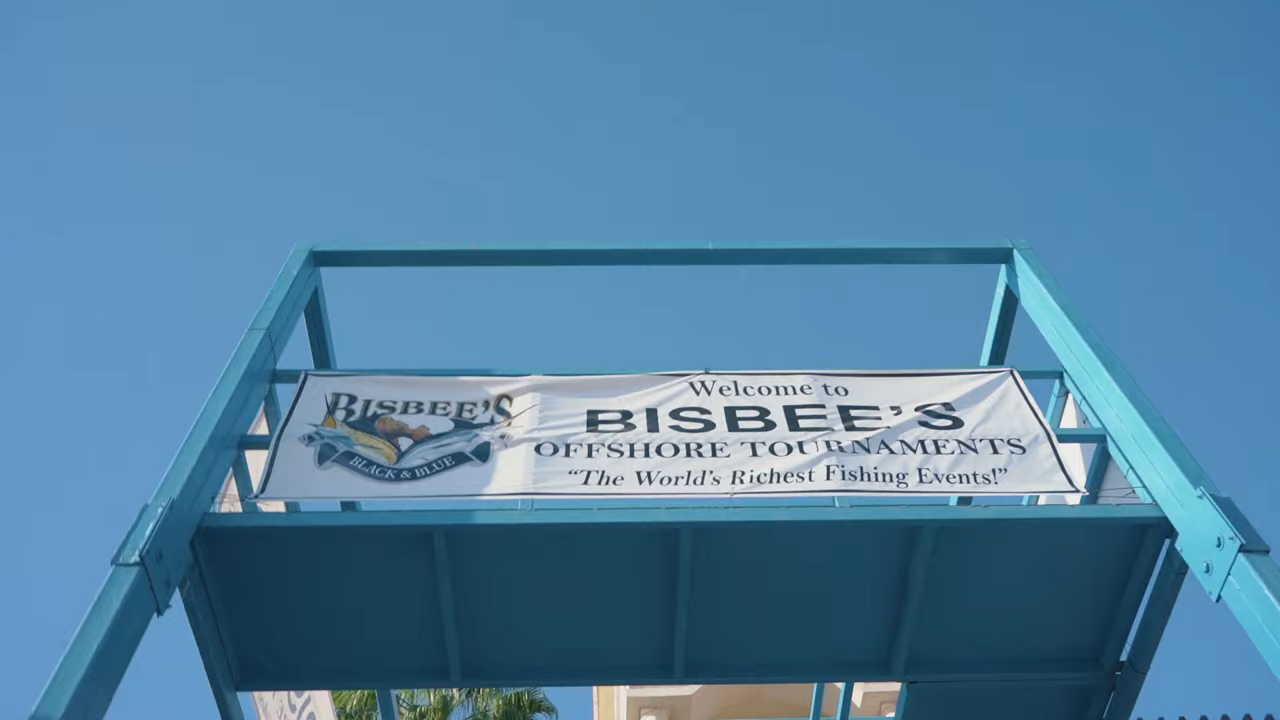 BISBEE'S
BLACK & BLUE
Welcome to
BISBEE'S
OFFSHORE TOURNAMENTS
"The World's Richest Fishing Events!"